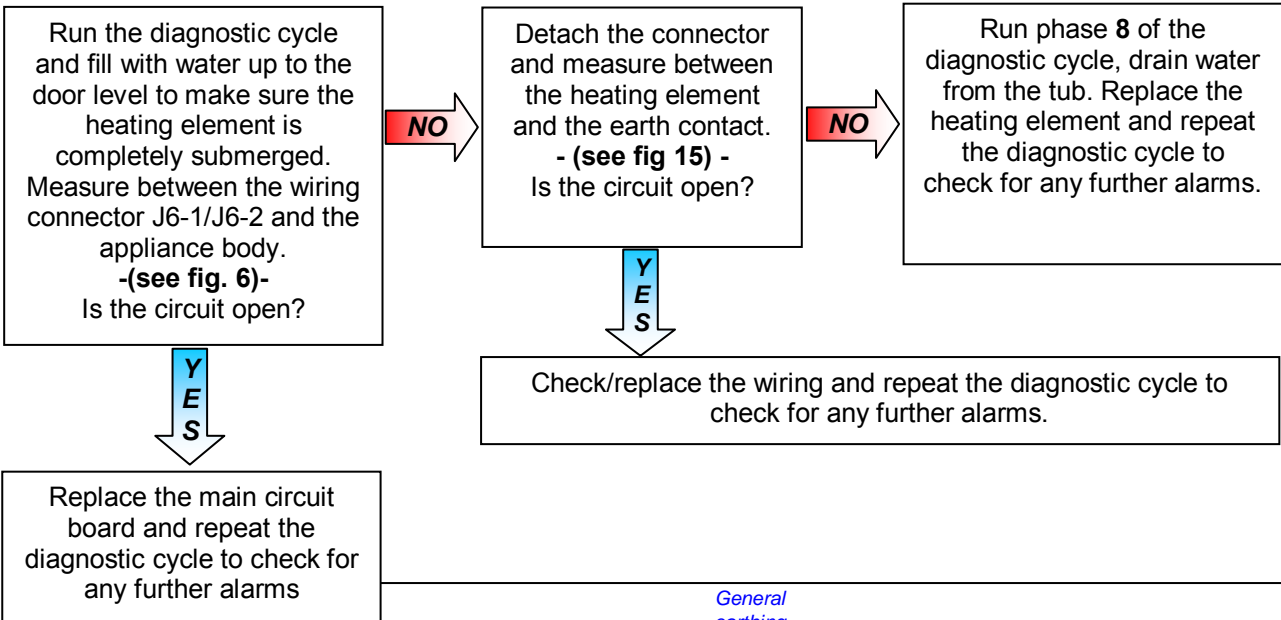 Run the diagnostic cycle
and fill with water up to the
door level to make sure the
heating element is
completely submerged.
Measure between the wiring
connector J6-1/J6-2 and the
appliance body.
-(see fig. 6)-
Is the circuit open?
NO
Detach the connector
and measure between
the heating element
and the earth contact.
- (see fig 15) -
Is the circuit open?
NO
Run phase 8 of the
diagnostic cycle, drain water
from the tub. Replace the
heating element and repeat
the diagnostic cycle to
check for any further alarms.
YES
Check/replace the wiring and repeat the diagnostic cycle to
check for any further alarms.
YES
Replace the main circuit
board and repeat the
diagnostic cycle to check for
any further alarms
General